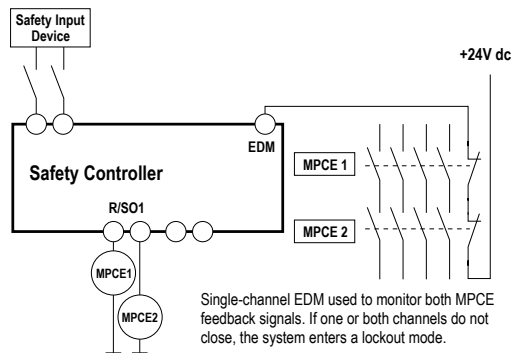 Safety Input
Device
+24V dc
EDM
Safety Controller
R/SO1
MPCE 1
MPCE 2
MPCE1
MPCE2
Single-channel EDM used to monitor both MPCE
feedback signals. If one or both channels do not
close, the system enters a lockout mode.